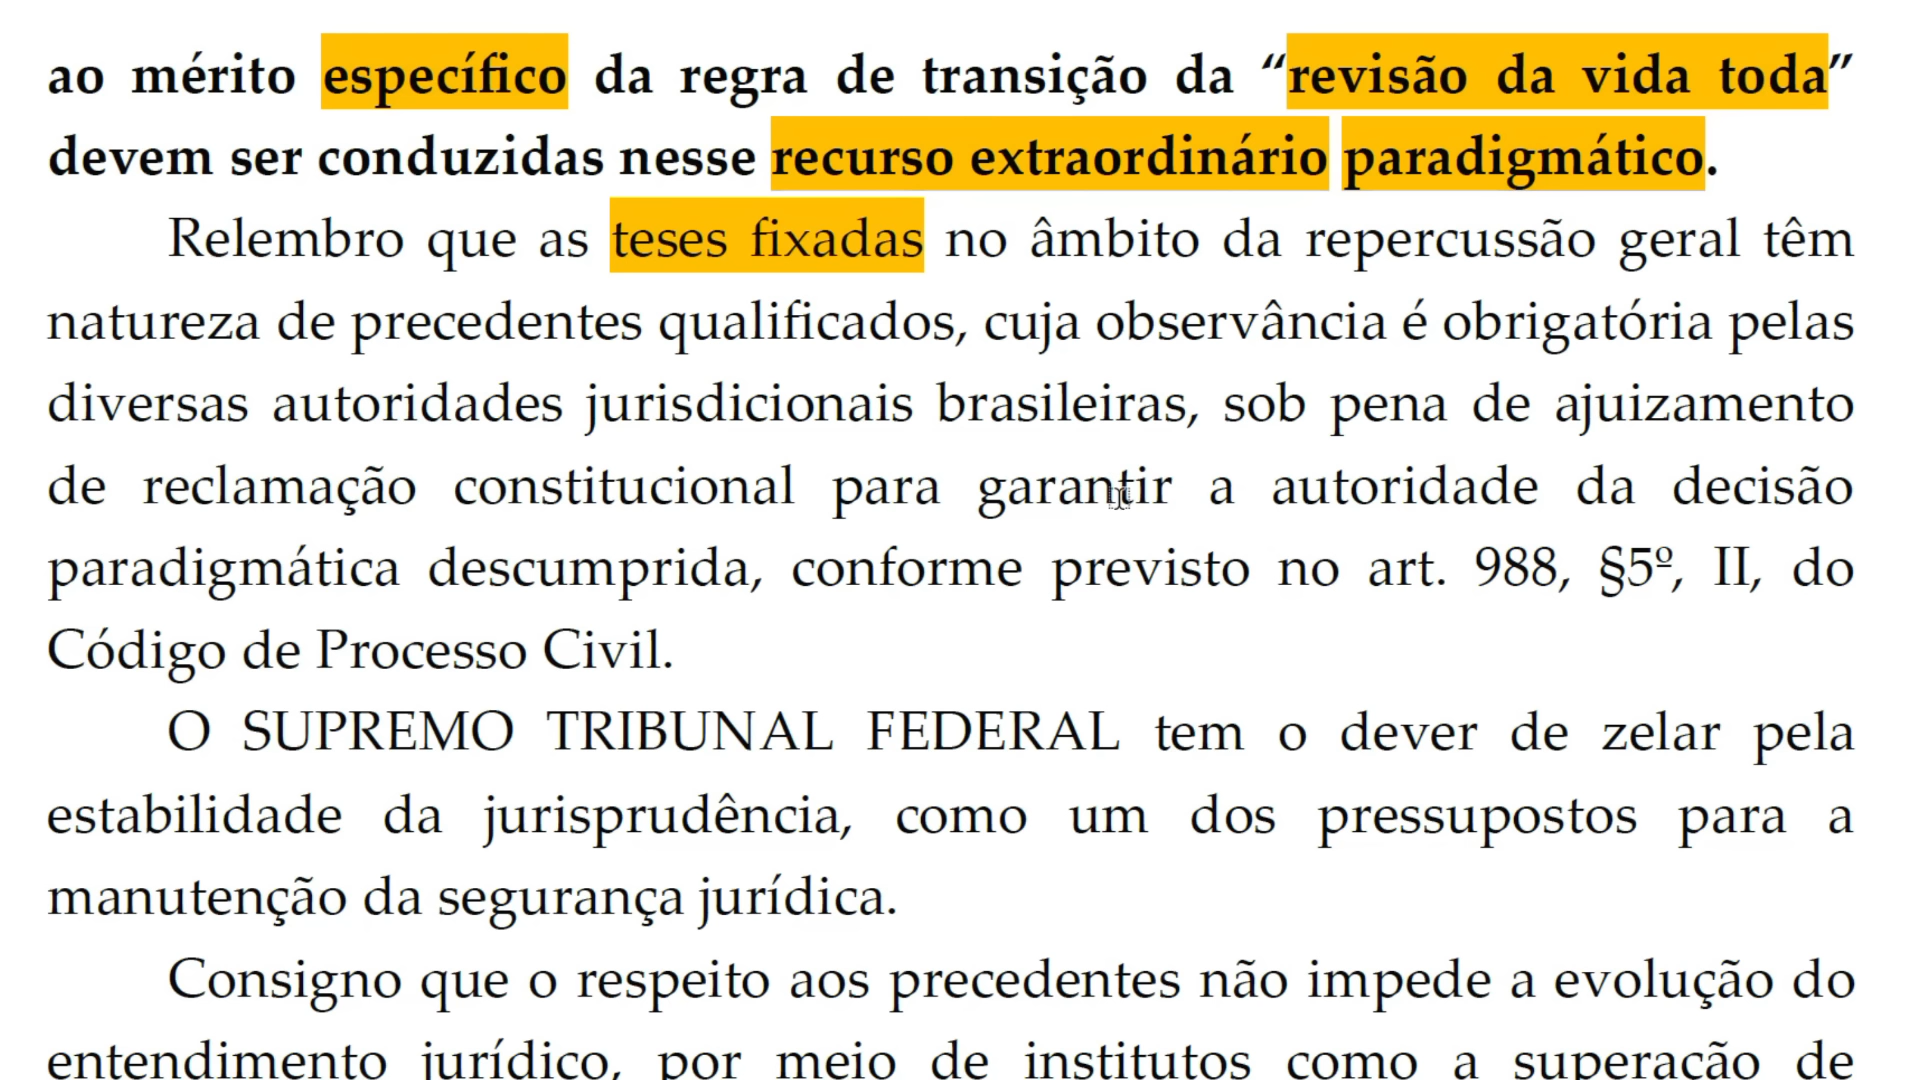 ao mérito específico da regra de transição da “revisão da vida toda”
devem ser conduzidas nesse recurso extraordinário paradigmático.
Relembro que as teses fixadas no âmbito da repercussão geral têm
natureza de precedentes qualificados, cuja observância é obrigatória pelas
diversas autoridades jurisdicionais brasileiras, sob pena de ajuizamento
de reclamação constitucional para garantir a autoridade da decisão
paradigmática descumprida, conforme previsto no art. 988, §5º, II, do
Código de Processo Civil.
O SUPREMO TRIBUNAL FEDERAL tem o dever de zelar pela
estabilidade da jurisprudência, como um dos pressupostos para a
manutenção da segurança jurídica.
Consigno que o respeito aos precedentes não impede a evolução do
entendimento jurídico, por meio de institutos como a superação de